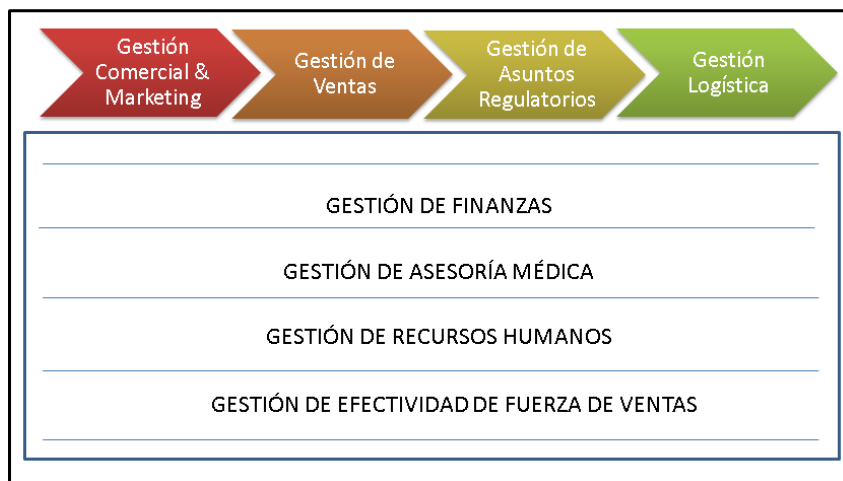 Gestión
Comercial &
Marketing
Gestión de
Ventas
Gestión de
Asuntos
Regulatorios
Gestión
Logística
GESTIÓN DE FINANZAS
GESTIÓN DE ASESORÍA MÉDICA
GESTIÓN DE RECURSOS HUMANOS
GESTIÓN DE EFECTIVIDAD DE FUERZA DE VENTAS